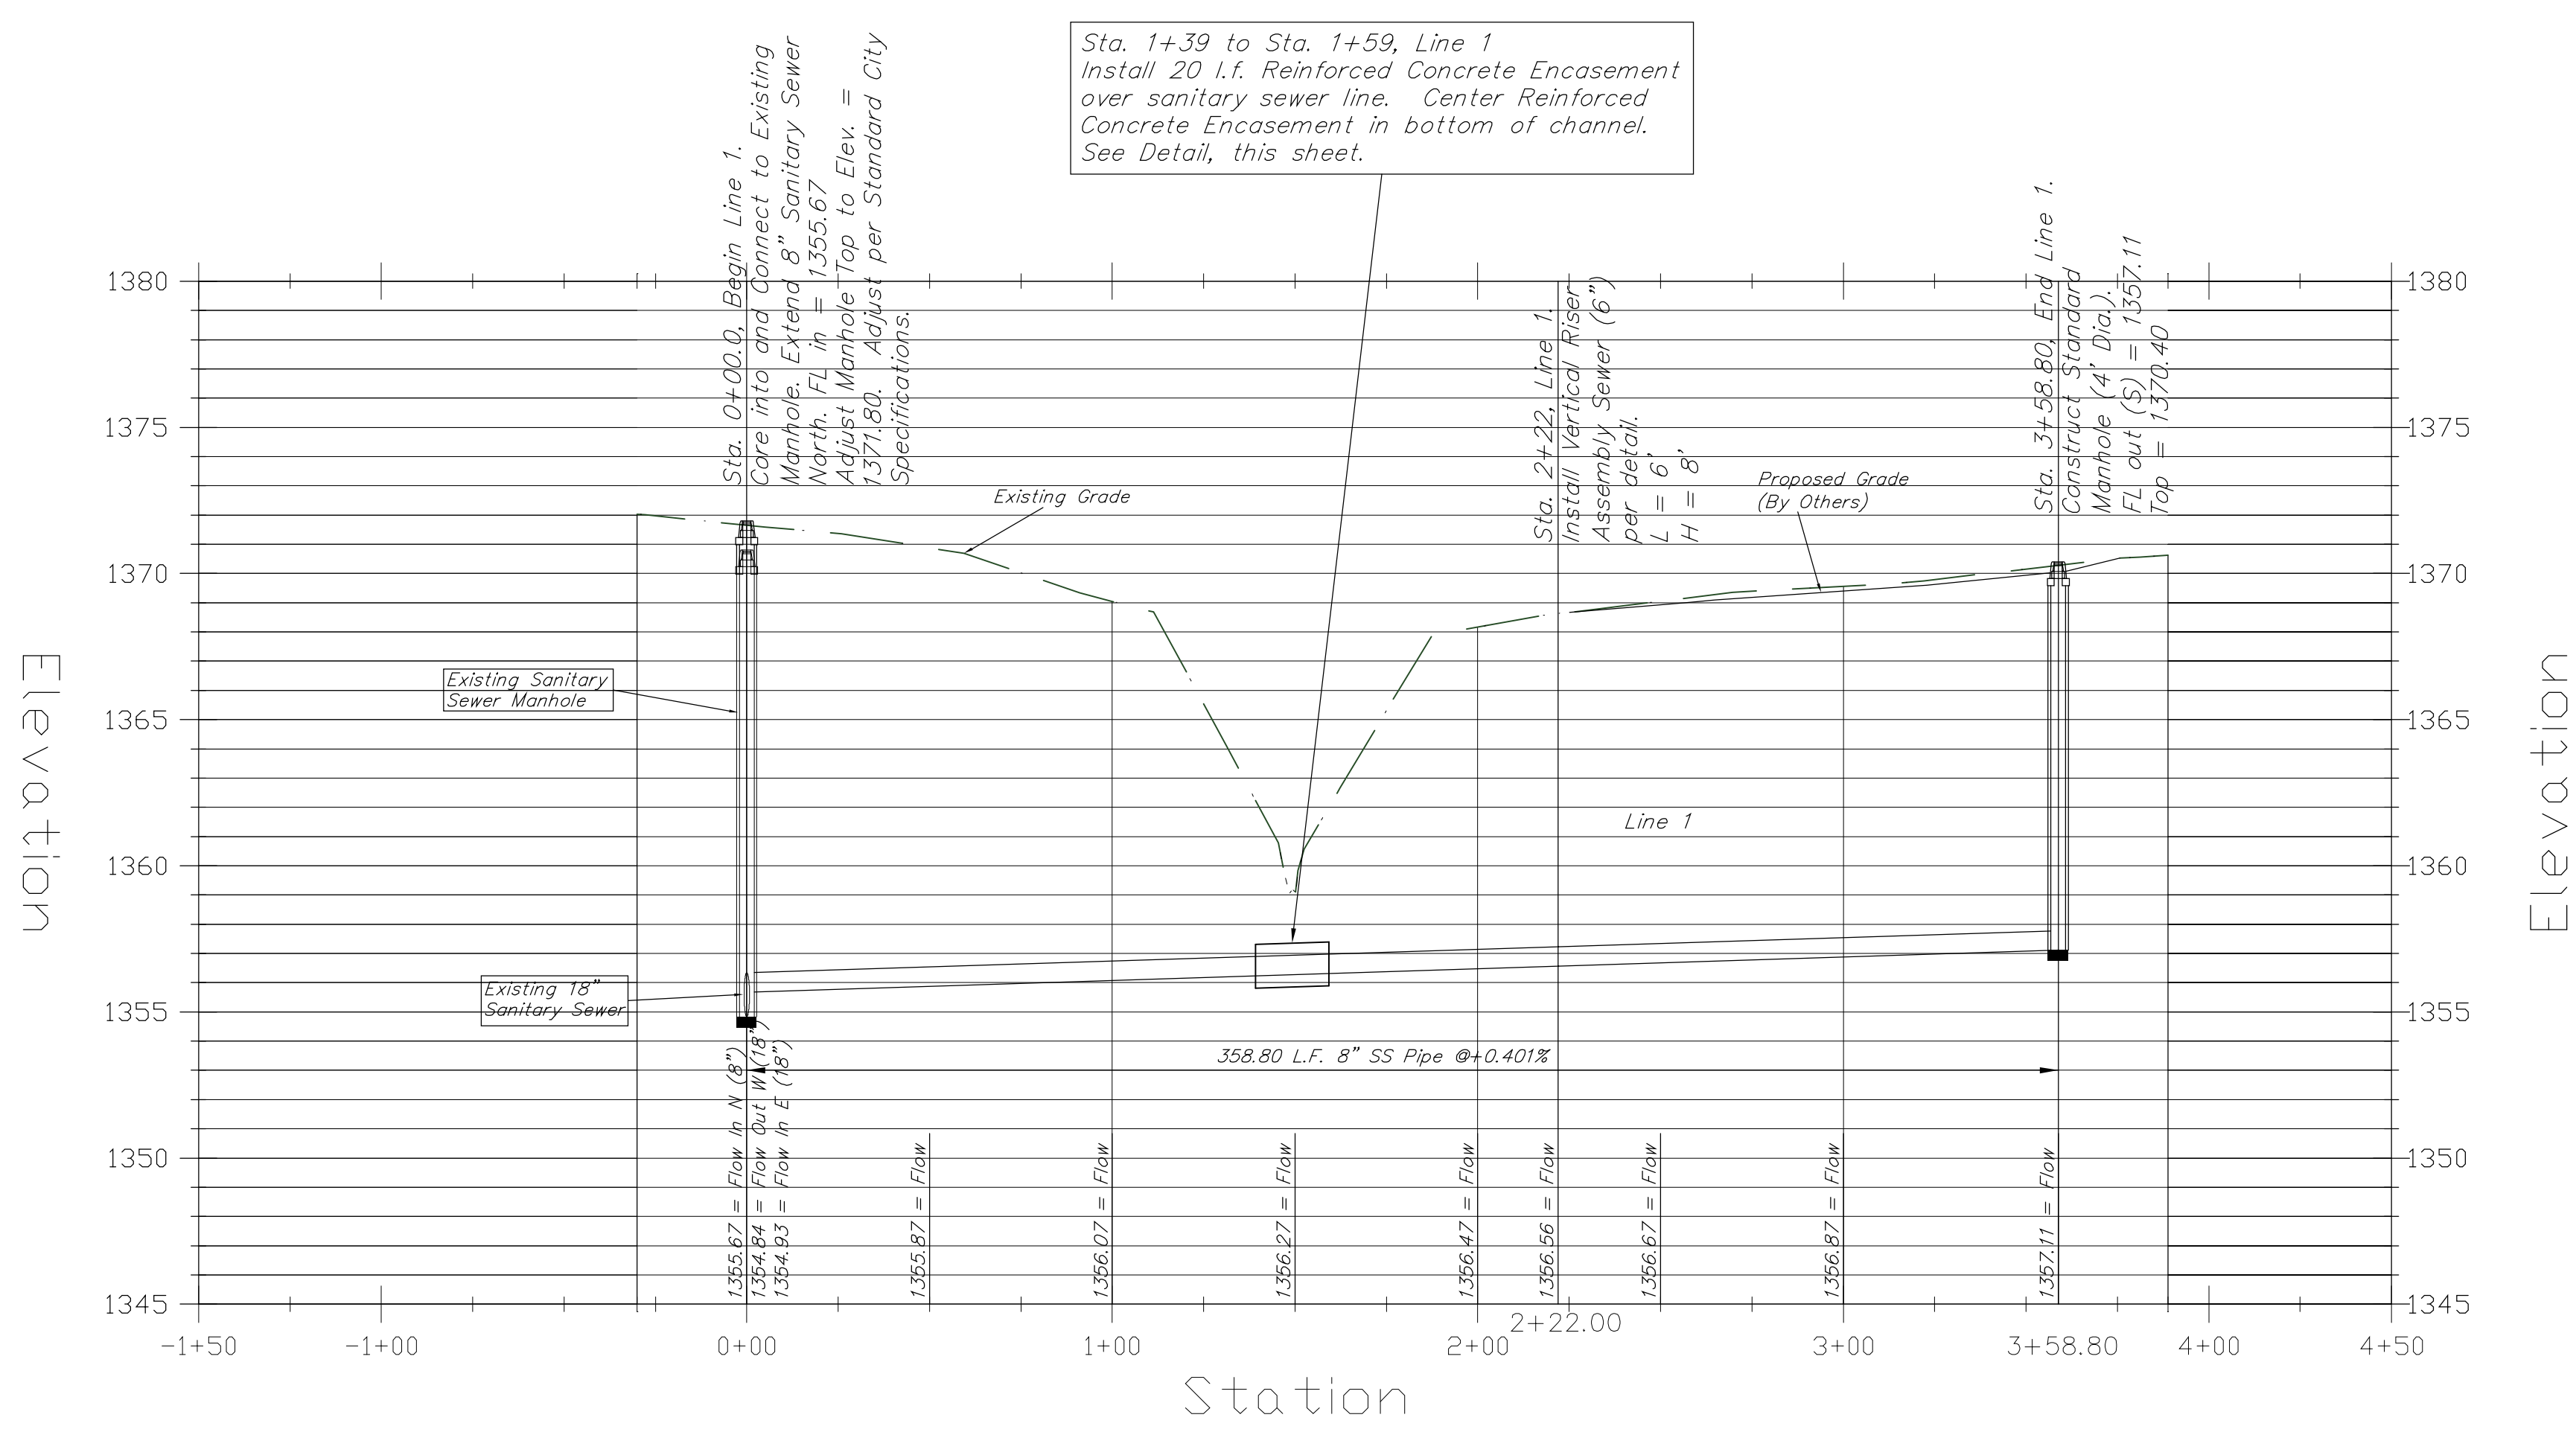 Sta. 1+39 to Sta. 1+59, Line 1
Install 20 l.f. Reinforced Concrete Encasement
over sanitary sewer line. Center Reinforced
Concrete Encasement in bottom of channel.
See Detail, this sheet.
Sta. 0+00.0, Begin Line 1.
Core into and Connect to Existing
Manhole. Extend 8" Sanitary Sewer
North. FL in = 1355.67
Adjust Manhole Top to Elev. =
1371.80. Adjust per Standard City
Specifications.
Sta. 2+22, Line 1.
Install Vertical Riser
Assembly Sewer (6")
per detail.
L = 6'
H = 8'
Sta. 3+58.80, End Line 1.
Construct Standard
Manhole (4' Dia.).
FL out (S) = 1357.11
Top = 1370.40
Existing Grade
Proposed Grade
(By Others)
Existing Sanitary
Sewer Manhole
Line 1
Existing 18"
Sanitary Sewer
358.80 L.F. 8" SS Pipe @+0.401%
1355.67 = Flow In N (8")
1354.84 = Flow Out W (18")
1354.93 = Flow In E (18")
1355.87 = Flow
1356.07 = Flow
1356.27 = Flow
1356.47 = Flow
1356.56 = Flow
1356.67 = Flow
1356.87 = Flow
1357.11 = Flow
Elevation
1380
1375
1370
1365
1360
1355
1350
1345
1380
1375
1370
1365
1360
1355
1350
1345
Elevation
-1+50
-1+00
0+00
1+00
2+00
2+22.00
3+00
3+58.80
4+00
4+50
Station